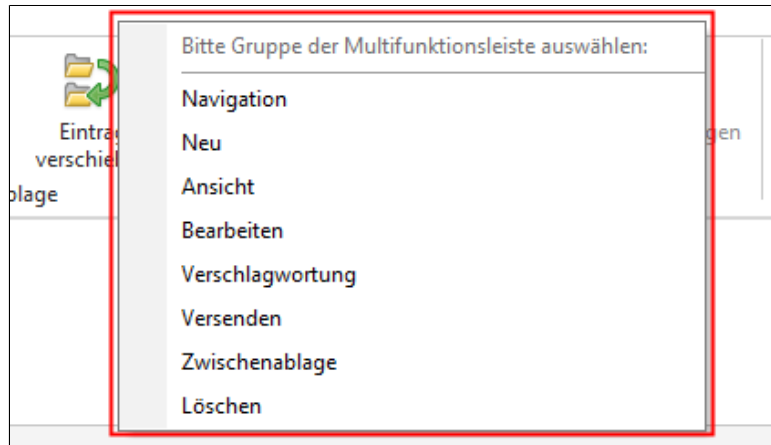 Bitte Gruppe der Multifunktionsleiste auswählen:
Navigation
Neu
Ansicht
Bearbeiten
Verschlagwortung
Versenden
Zwischenablage
Löschen